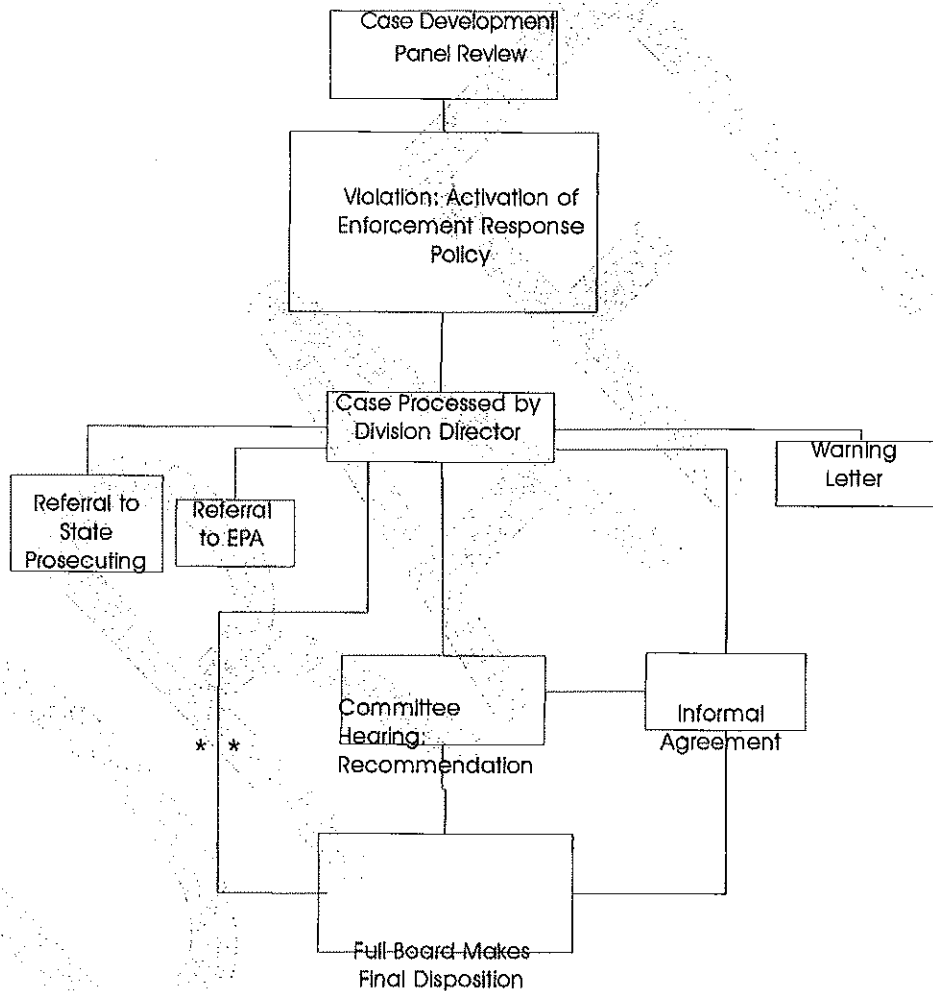 Case Development
Panel Review
Violation: Activation of
Enforcement Response
Policy
Case Processed by
Division Director
Warning
Letter
Referral to
State
Prosecuting
Referral
to EPA
Committee
Hearing;
Recommendation
Informal
Agreement
* *
Full Board Makes
Final Disposition